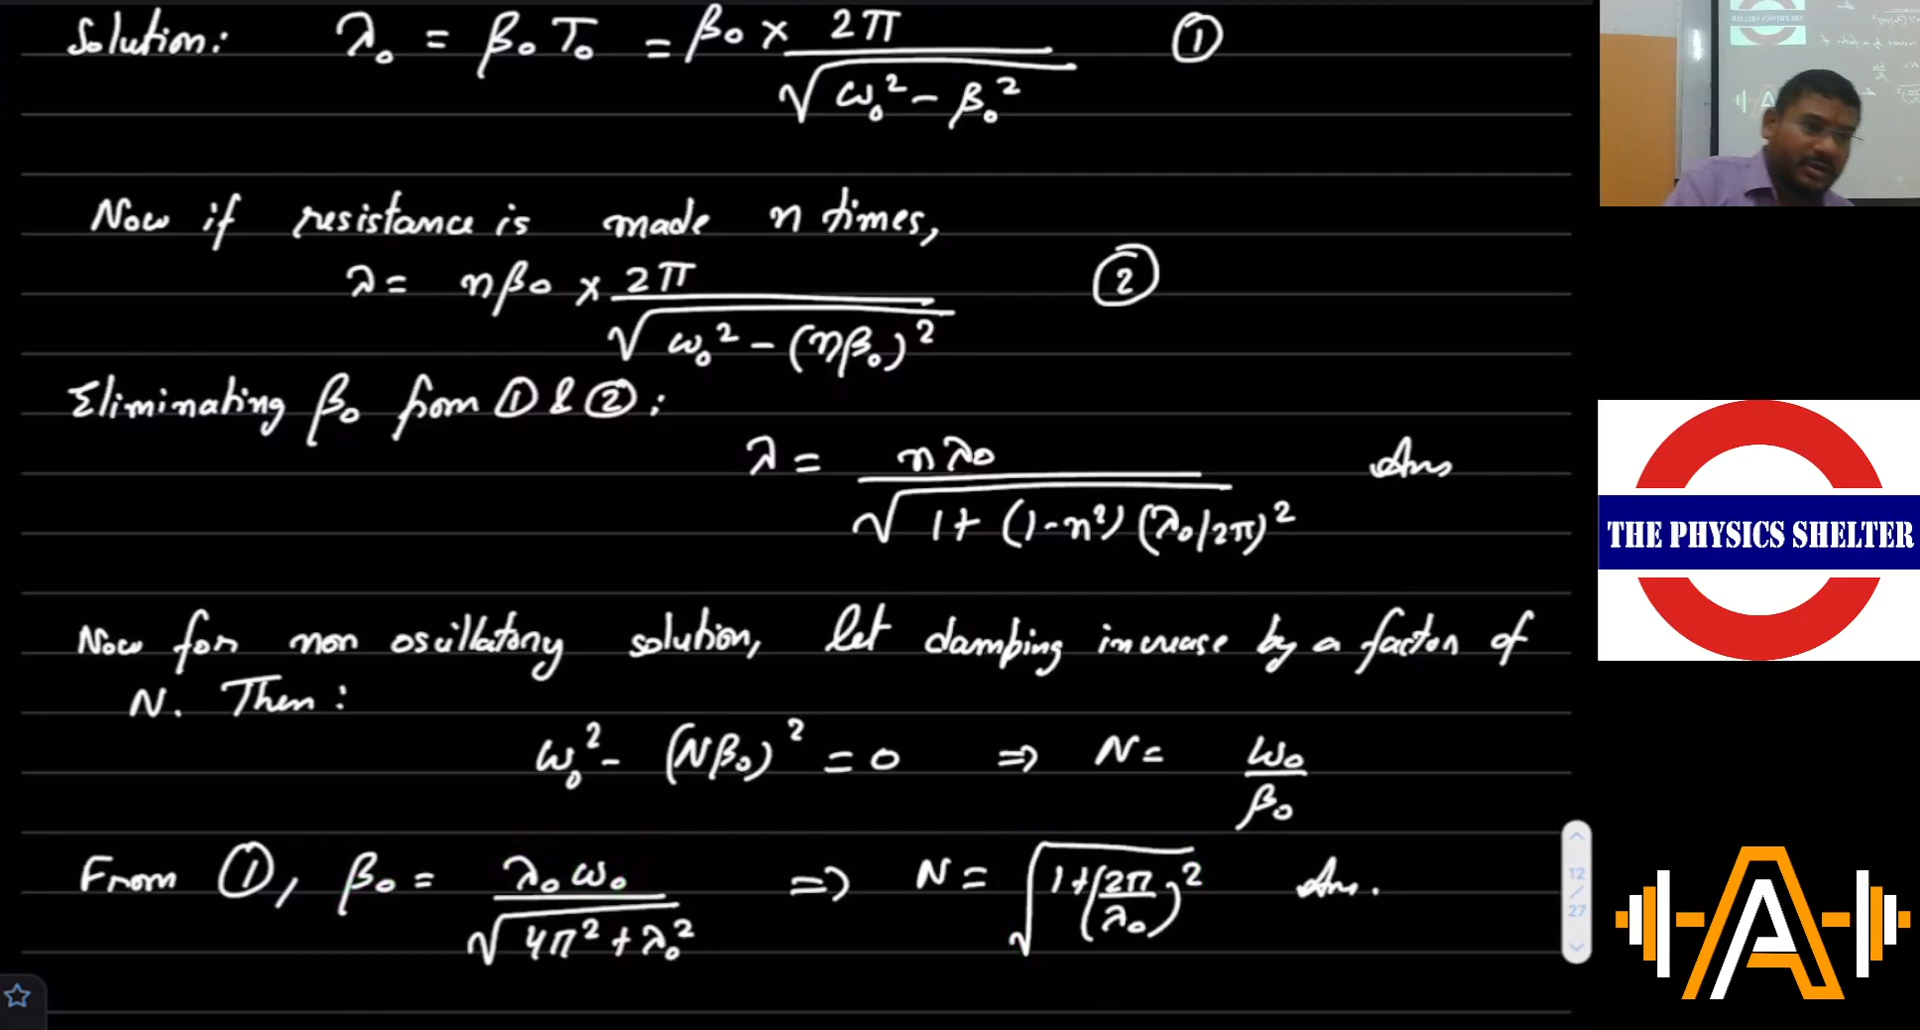 Solution: λ₀ = β₀T₀ = β₀ × 2π / √(ω₀² − β₀²) ①
Now if resistance is made n times,
λ = nβ₀ × 2π / √(ω₀² − (nβ₀)²) ②
Eliminating β₀ from ① & ② :
λ = nλ₀ / √(1 + (1-n²)(λ₀/2π)²) Ans
Now for non oscillatory solution, let damping increase by a factor of
N. Then :
ω₀² - (Nβ₀)² = 0 ⇒ N = ω₀ / β₀
From ①, β₀ = λ₀ω₀ / √(4π² + λ₀²) ⇒ N = √(1+(2π/λ₀)²) Ans.
THE PHYSICS SHELTER
12
/
27